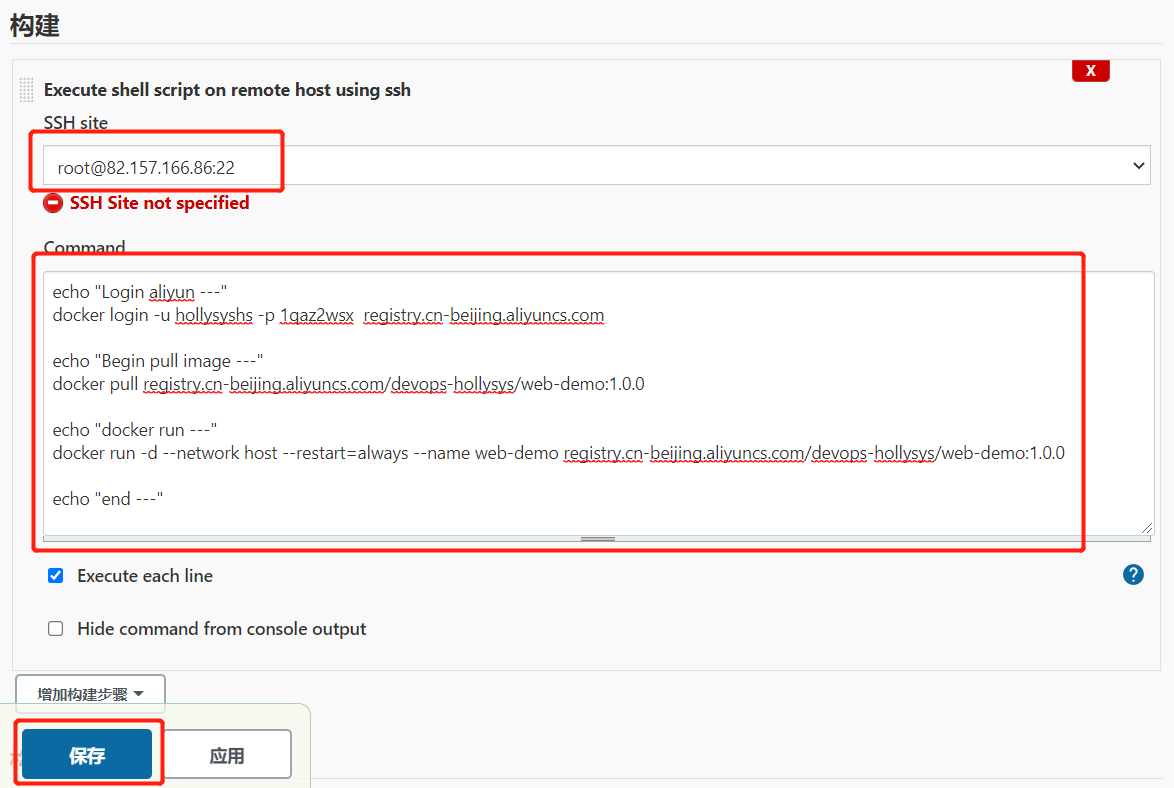 构建
X
Execute shell script on remote host using ssh
SSH site
root@82.157.166.86:22
SSH Site not specified
Command
echo "Login aliyun ---"
docker login -u hollysyshs -p 1qaz2wsx  registry.cn-beijing.aliyuncs.com
echo "Begin pull image ---"
docker pull registry.cn-beijing.aliyuncs.com/devops-hollysys/web-demo:1.0.0
echo "docker run ---"
docker run -d --network host --restart=always --name web-demo registry.cn-beijing.aliyuncs.com/devops-hollysys/web-demo:1.0.0
echo "end ---"
Execute each line
?
Hide command from console output
增加构建步骤
保存
应用